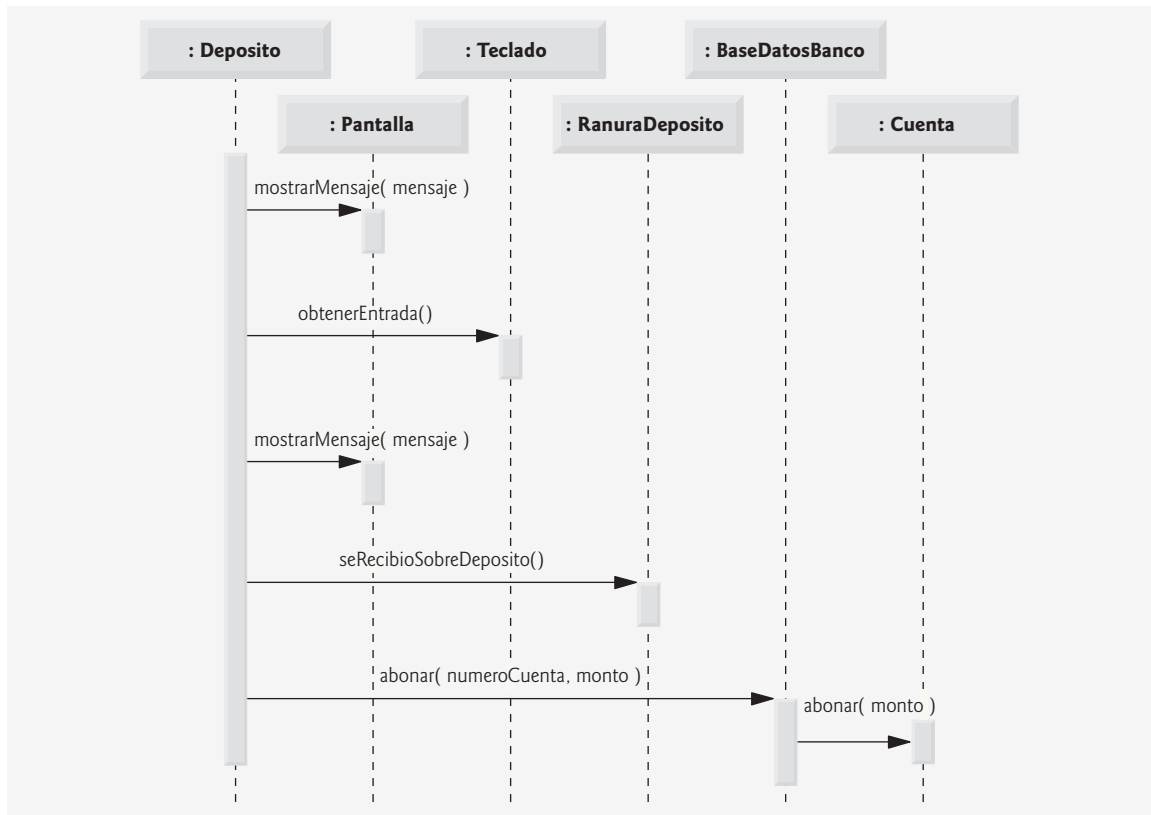 : Deposito
: Teclado
: BaseDatosBanco
: Pantalla
: RanuraDeposito
: Cuenta
mostrarMensaje( mensaje )
obtenerEntrada()
mostrarMensaje( mensaje )
seRecibioSobreDeposito()
abonar( numeroCuenta, monto )
abonar( monto )